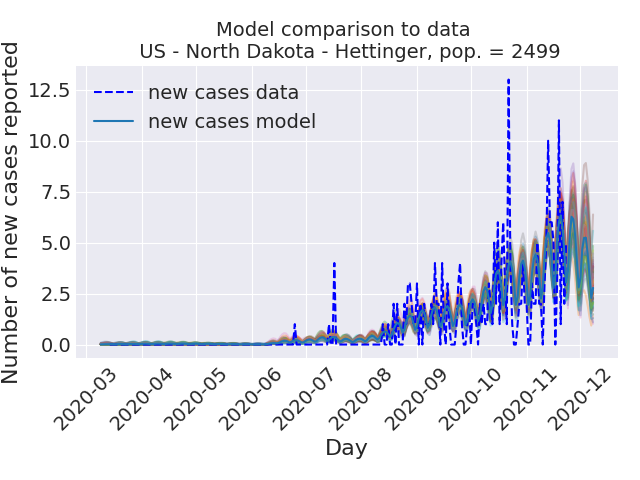 Model comparison to data
US - North Dakota - Hettinger, pop. = 2499
Number of new cases reported
12.5
10.0
7.5
5.0
2.5
0.0
new cases data
new cases model
2020-03
2020-04
2020-05
2020-06
2020-07
2020-08
2020-09
2020-10
2020-11
2020-12
Day